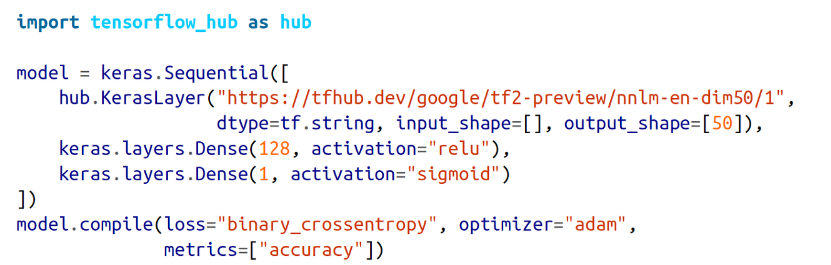 import tensorflow_hub as hub

model = keras.Sequential([
    hub.KerasLayer("https://tfhub.dev/google/tf2-preview/nnlm-en-dim50/1",
                   dtype=tf.string, input_shape=[], output_shape=[50]),
    keras.layers.Dense(128, activation="relu"),
    keras.layers.Dense(1, activation="sigmoid")
])
model.compile(loss="binary_crossentropy", optimizer="adam",
              metrics=["accuracy"])